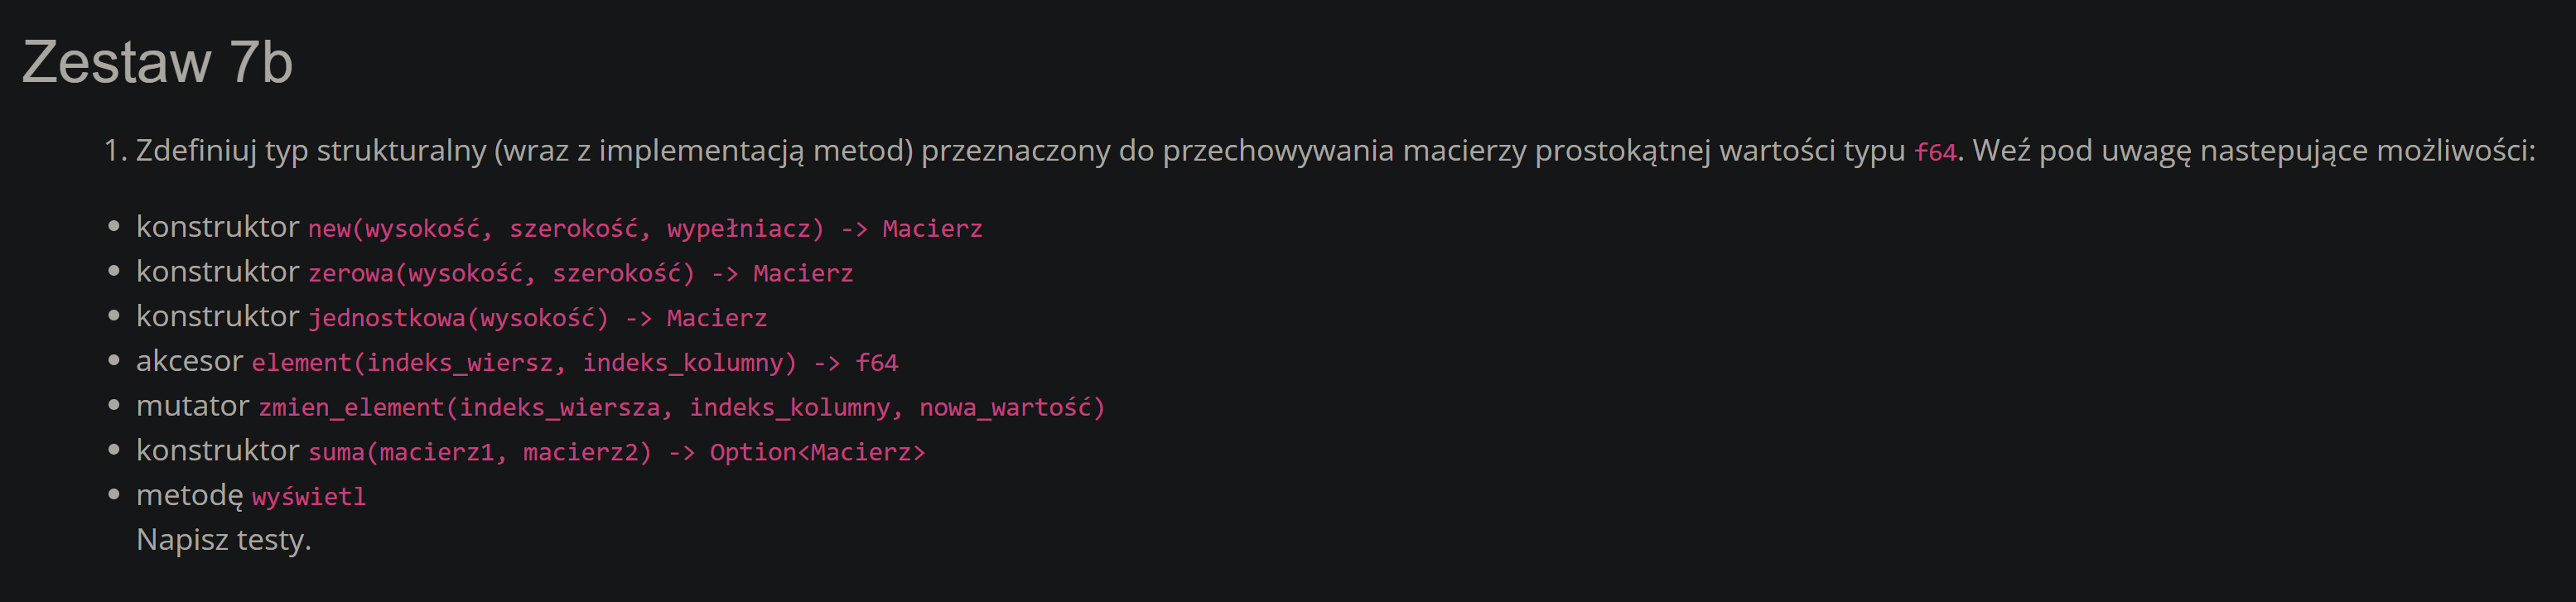 Zestaw 7b
1. Zdefiniuj typ strukturalny (wraz z implementacją metod) przeznaczony do przechowywania macierzy prostokątnej wartości typu f64. Weź pod uwagę nastepujące możliwości:
• konstruktor new(wysokość, szerokość, wypełniacz) -> Macierz
• konstruktor zerowa(wysokość, szerokość) -> Macierz
• konstruktor jednostkowa(wysokość) -> Macierz
• akcesor element(indeks_wiersz, indeks_kolumny) -> f64
• mutator zmien_element(indeks_wiersza, indeks_kolumny, nowa_wartość)
• konstruktor suma(macierz1, macierz2) -> Option<Macierz>
• metodę wyświetl
Napisz testy.